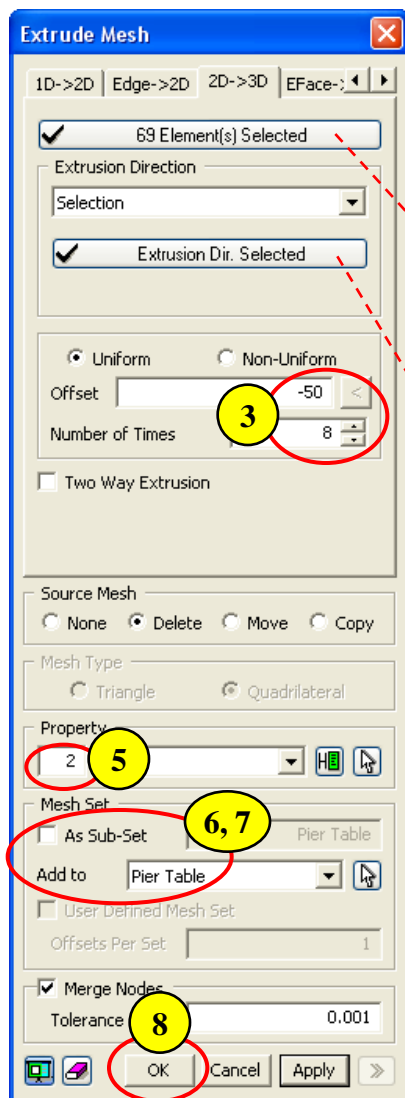 Extrude Mesh
1D->2D Edge->2D 2D->3D EFace->
69 Element(s) Selected
Extrusion Direction
Selection
Extrusion Dir. Selected
Uniform Non-Uniform
Offset -50 <
3
Number of Times 8
Two Way Extrusion
Source Mesh
None Delete Move Copy
Mesh Type
Triangle Quadrilateral
Property
2 5
Mesh Set
6, 7
As Sub-Set Pier Table
Add to Pier Table
User Defined Mesh Set
Offsets Per Set 1
Merge Nodes
Tolerance 0.001
8
OK Cancel Apply >>